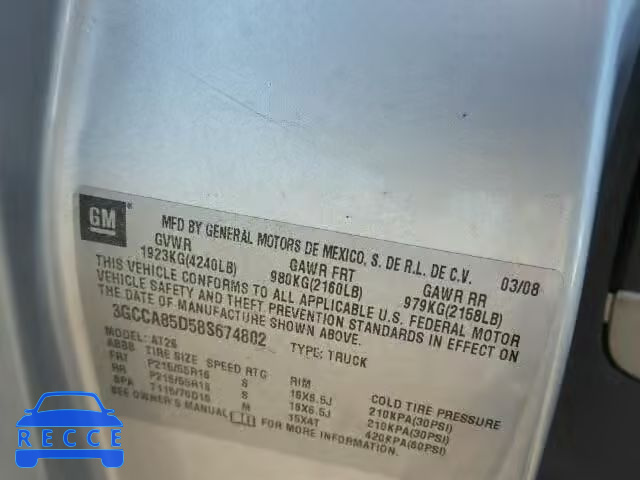 GM ®
MFD BY GENERAL MOTORS DE MEXICO, S. DE R.L. DE C.V.
GVWR GAWR FRT GAWR RR 03/08
1923KG(4240LB) 980KG(2160LB) 979KG(2158LB)
THIS VEHICLE CONFORMS TO ALL APPLICABLE U.S. FEDERAL MOTOR
VEHICLE SAFETY AND THEFT PREVENTION STANDARDS IN EFFECT ON
THE DATE OF MANUFACTURE SHOWN ABOVE.
3GCCA85D58S674802 TYPE: TRUCK
MODEL: AT26
ABBB TIRE SIZE SPEED RTG RIM COLD TIRE PRESSURE
FRT P215/55R16 S 16X6.5J 210KPA(30PSI)
RR P215/55R16 S 16X6.5J 210KPA(30PSI)
SPA T115/70D15 M 15X4T 420KPA(60PSI)
SEE OWNER'S MANUAL FOR MORE INFORMATION.
RECCE